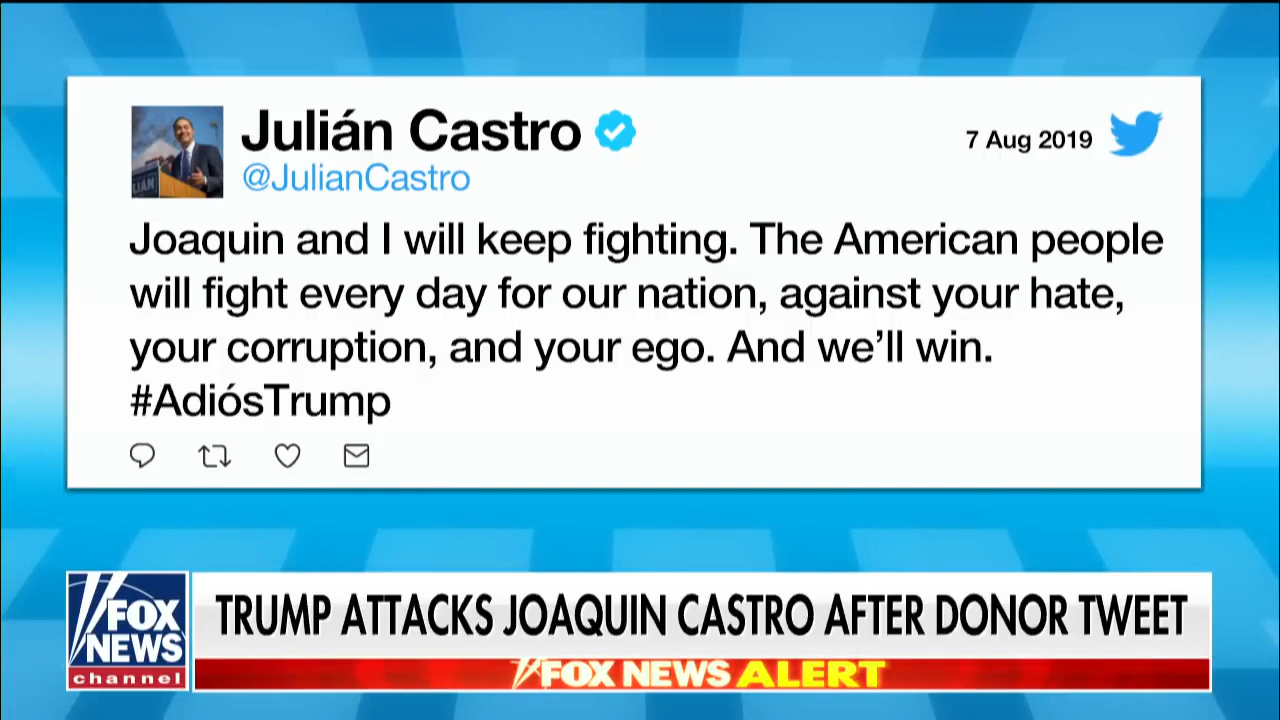 Julián Castro
@JulianCastro
7 Aug 2019
Joaquin and I will keep fighting. The American people
will fight every day for our nation, against your hate,
your corruption, and your ego. And we’ll win.
#AdiósTrump
FOX
NEWS
channel
TRUMP ATTACKS JOAQUIN CASTRO AFTER DONOR TWEET
FOX NEWS ALERT